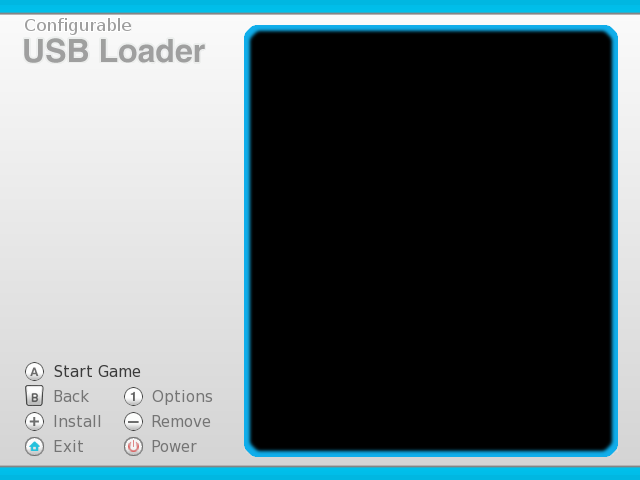 Configurable
USB Loader
A Start Game
B Back 1 Options
+ Install − Remove
Exit Power